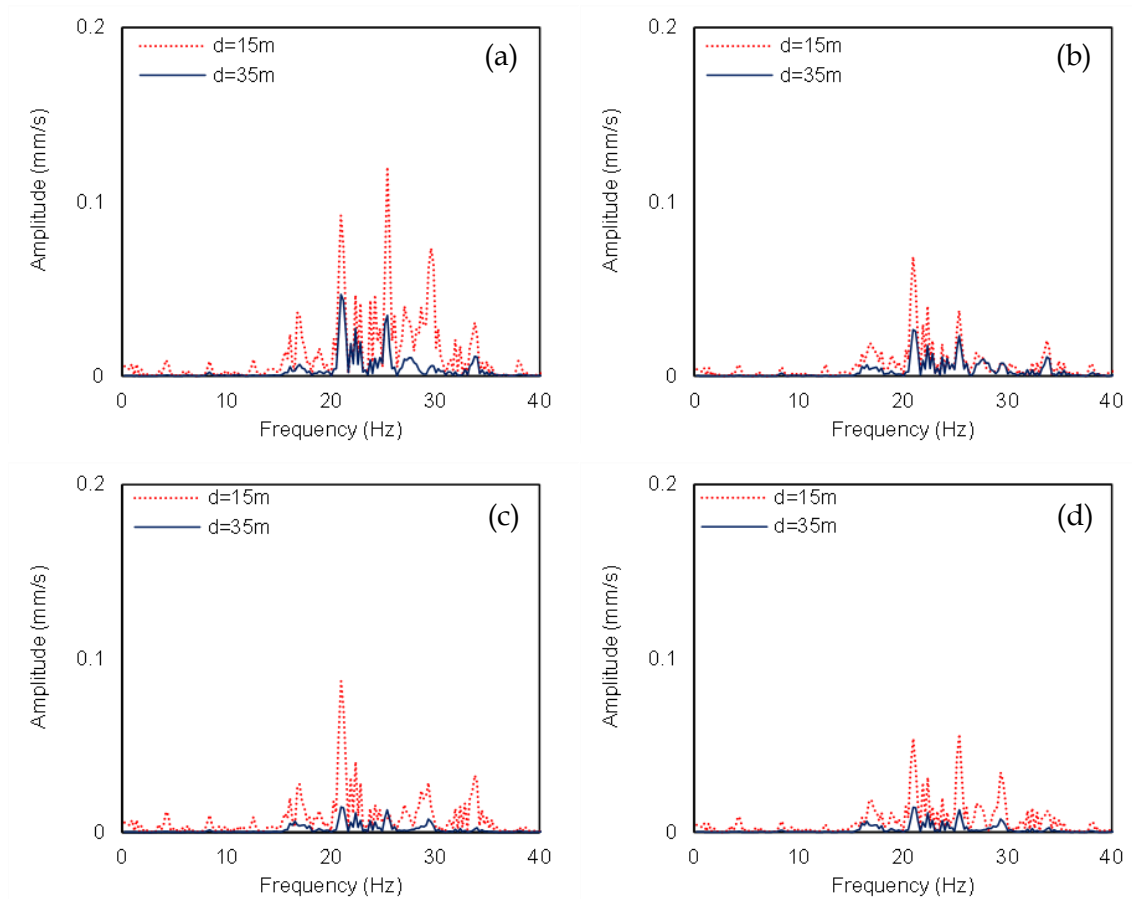 0.2
d=15m
d=35m
(a)
0.1
0
Amplitude (mm/s)
0 10 20 30 40
Frequency (Hz)
0.2
d=15m
d=35m
(b)
0.1
0
Amplitude (mm/s)
0 10 20 30 40
Frequency (Hz)
0.2
d=15m
d=35m
(c)
0.1
0
Amplitude (mm/s)
0 10 20 30 40
Frequency (Hz)
0.2
d=15m
d=35m
(d)
0.1
0
Amplitude (mm/s)
0 10 20 30 40
Frequency (Hz)